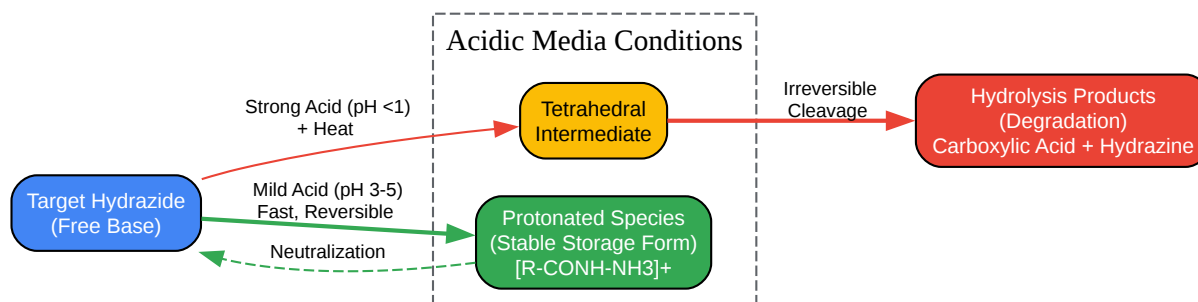 Acidic Media Conditions
Strong Acid (pH <1)
+ Heat
Tetrahedral
Intermediate
Irreversible
Cleavage
Hydrolysis Products
(Degradation)
Carboxylic Acid + Hydrazine
Target Hydrazide
(Free Base)
Mild Acid (pH 3-5)
Fast, Reversible
Neutralization
Protonated Species
(Stable Storage Form)
[R-CONH-NH3]+